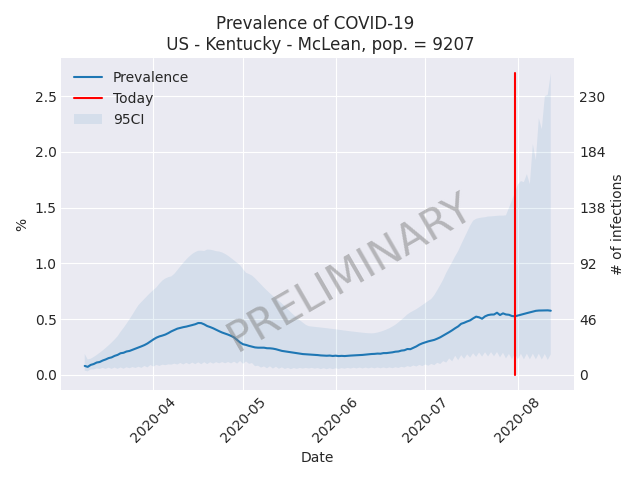 Prevalence of COVID-19
US - Kentucky - McLean, pop. = 9207
Prevalence
Today
95CI
2.5
2.0
1.5
1.0
0.5
0.0
%
230
184
138
92
46
0
# of infections
PRELIMINARY
2020-04
2020-05
2020-06
2020-07
2020-08
Date